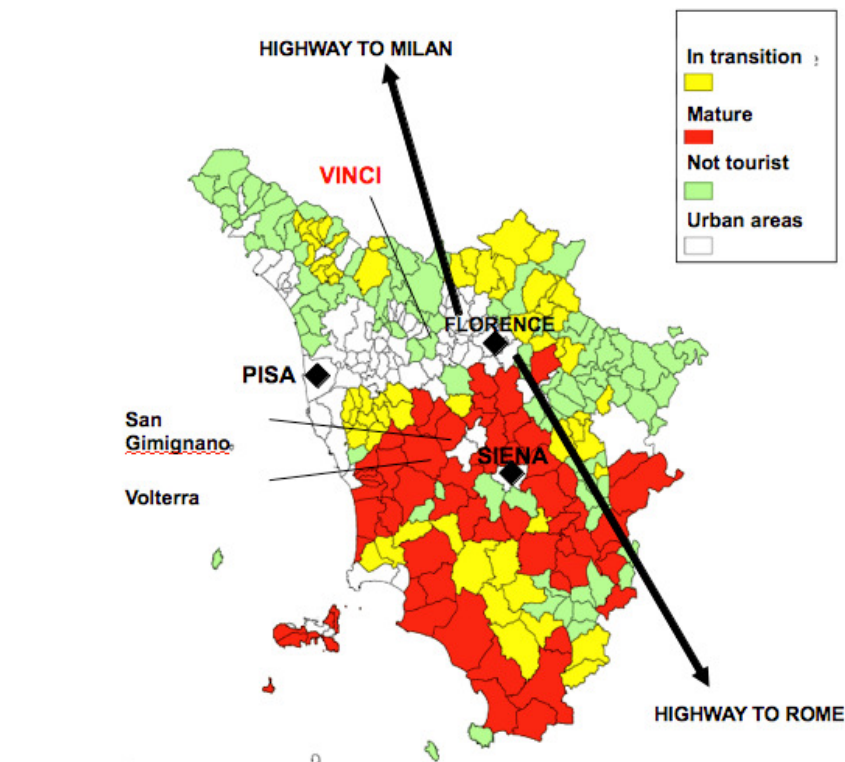 HIGHWAY TO MILAN
In transition
Mature
Not tourist
Urban areas
VINCI
FLORENCE
PISA
San
Gimignano
SIENA
Volterra
HIGHWAY TO ROME